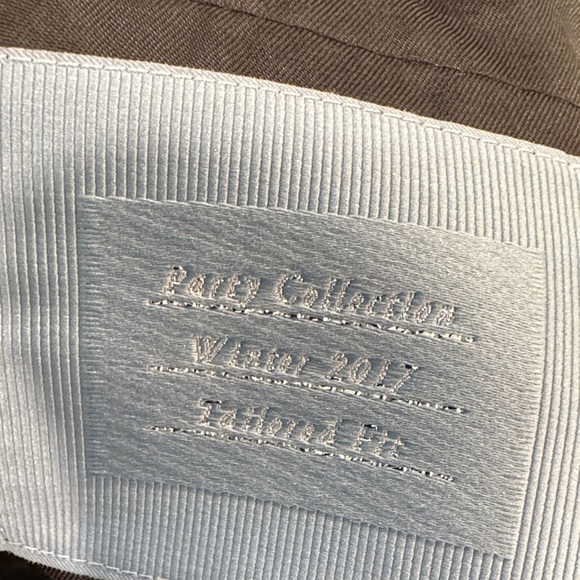 Party Collection
Winter 2017
Tailored Fit